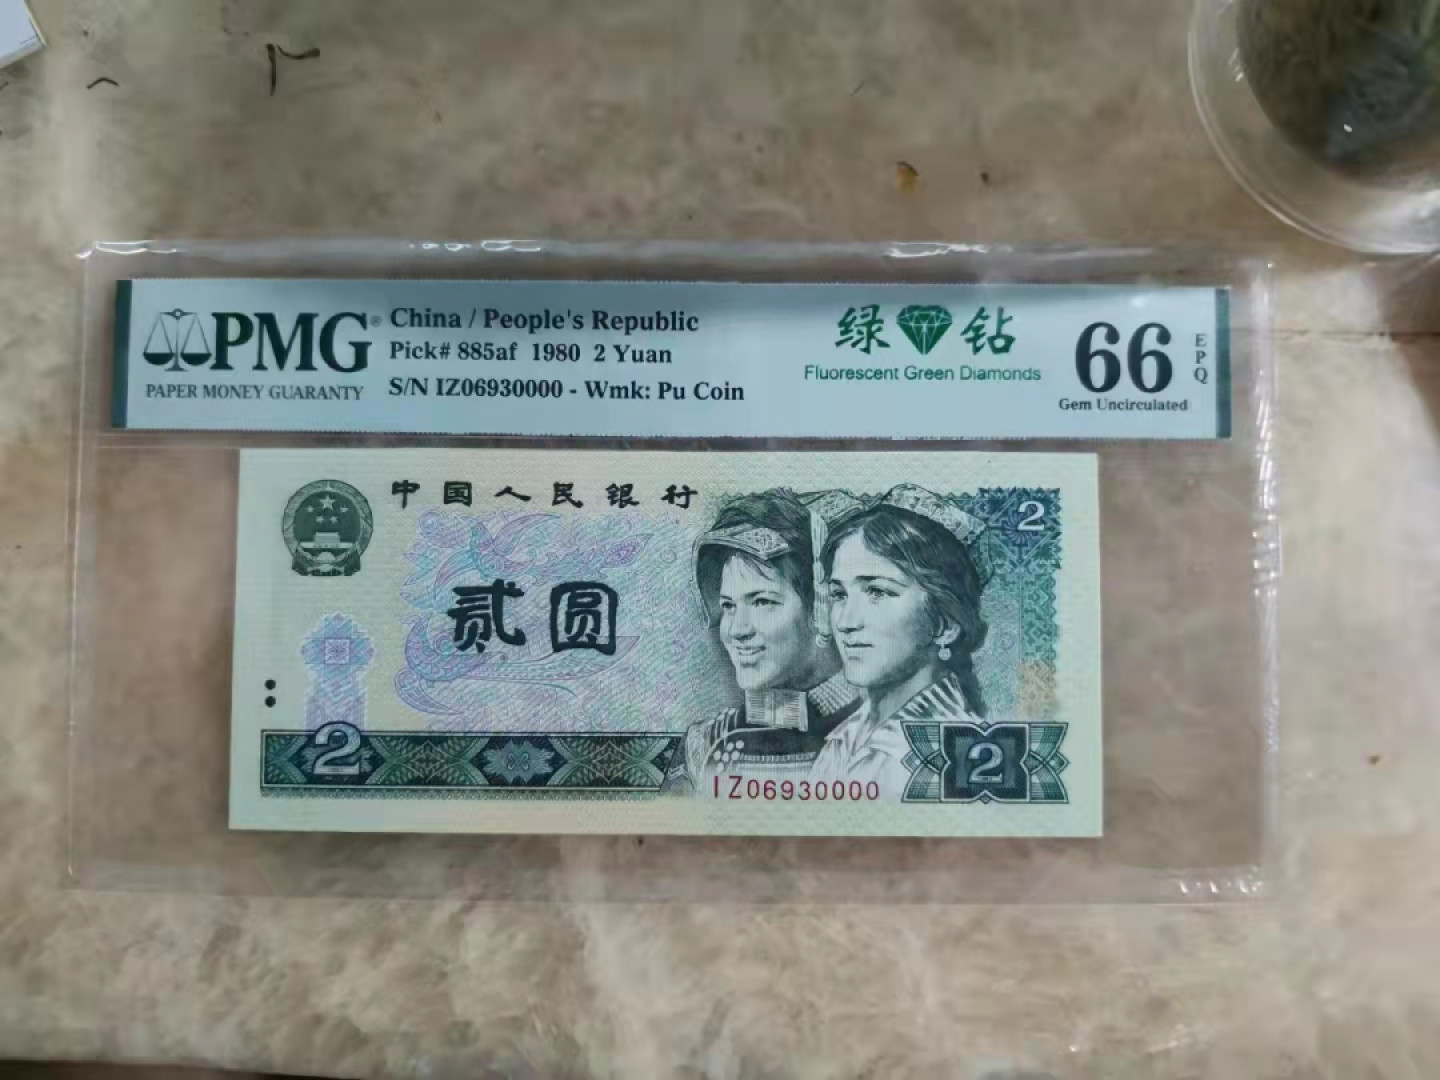 PMG®
PAPER MONEY GUARANTY
China / People's Republic
Pick# 885af 1980 2 Yuan
S/N IZ06930000 - Wmk: Pu Coin
绿钻
Fluorescent Green Diamonds
66
Gem Uncirculated
EPQ
中国人民银行
2
贰圆
2
2
IZ06930000